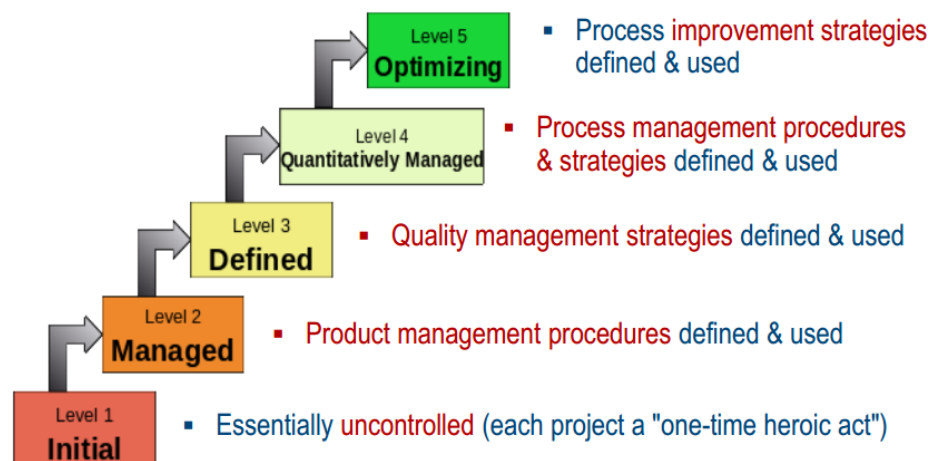 Level 5
Optimizing
▪ Process improvement strategies
defined & used
Level 4
Quantitatively Managed
▪ Process management procedures
& strategies defined & used
Level 3
Defined
▪ Quality management strategies defined & used
Level 2
Managed
▪ Product management procedures defined & used
Level 1
Initial
▪ Essentially uncontrolled (each project a "one-time heroic act")